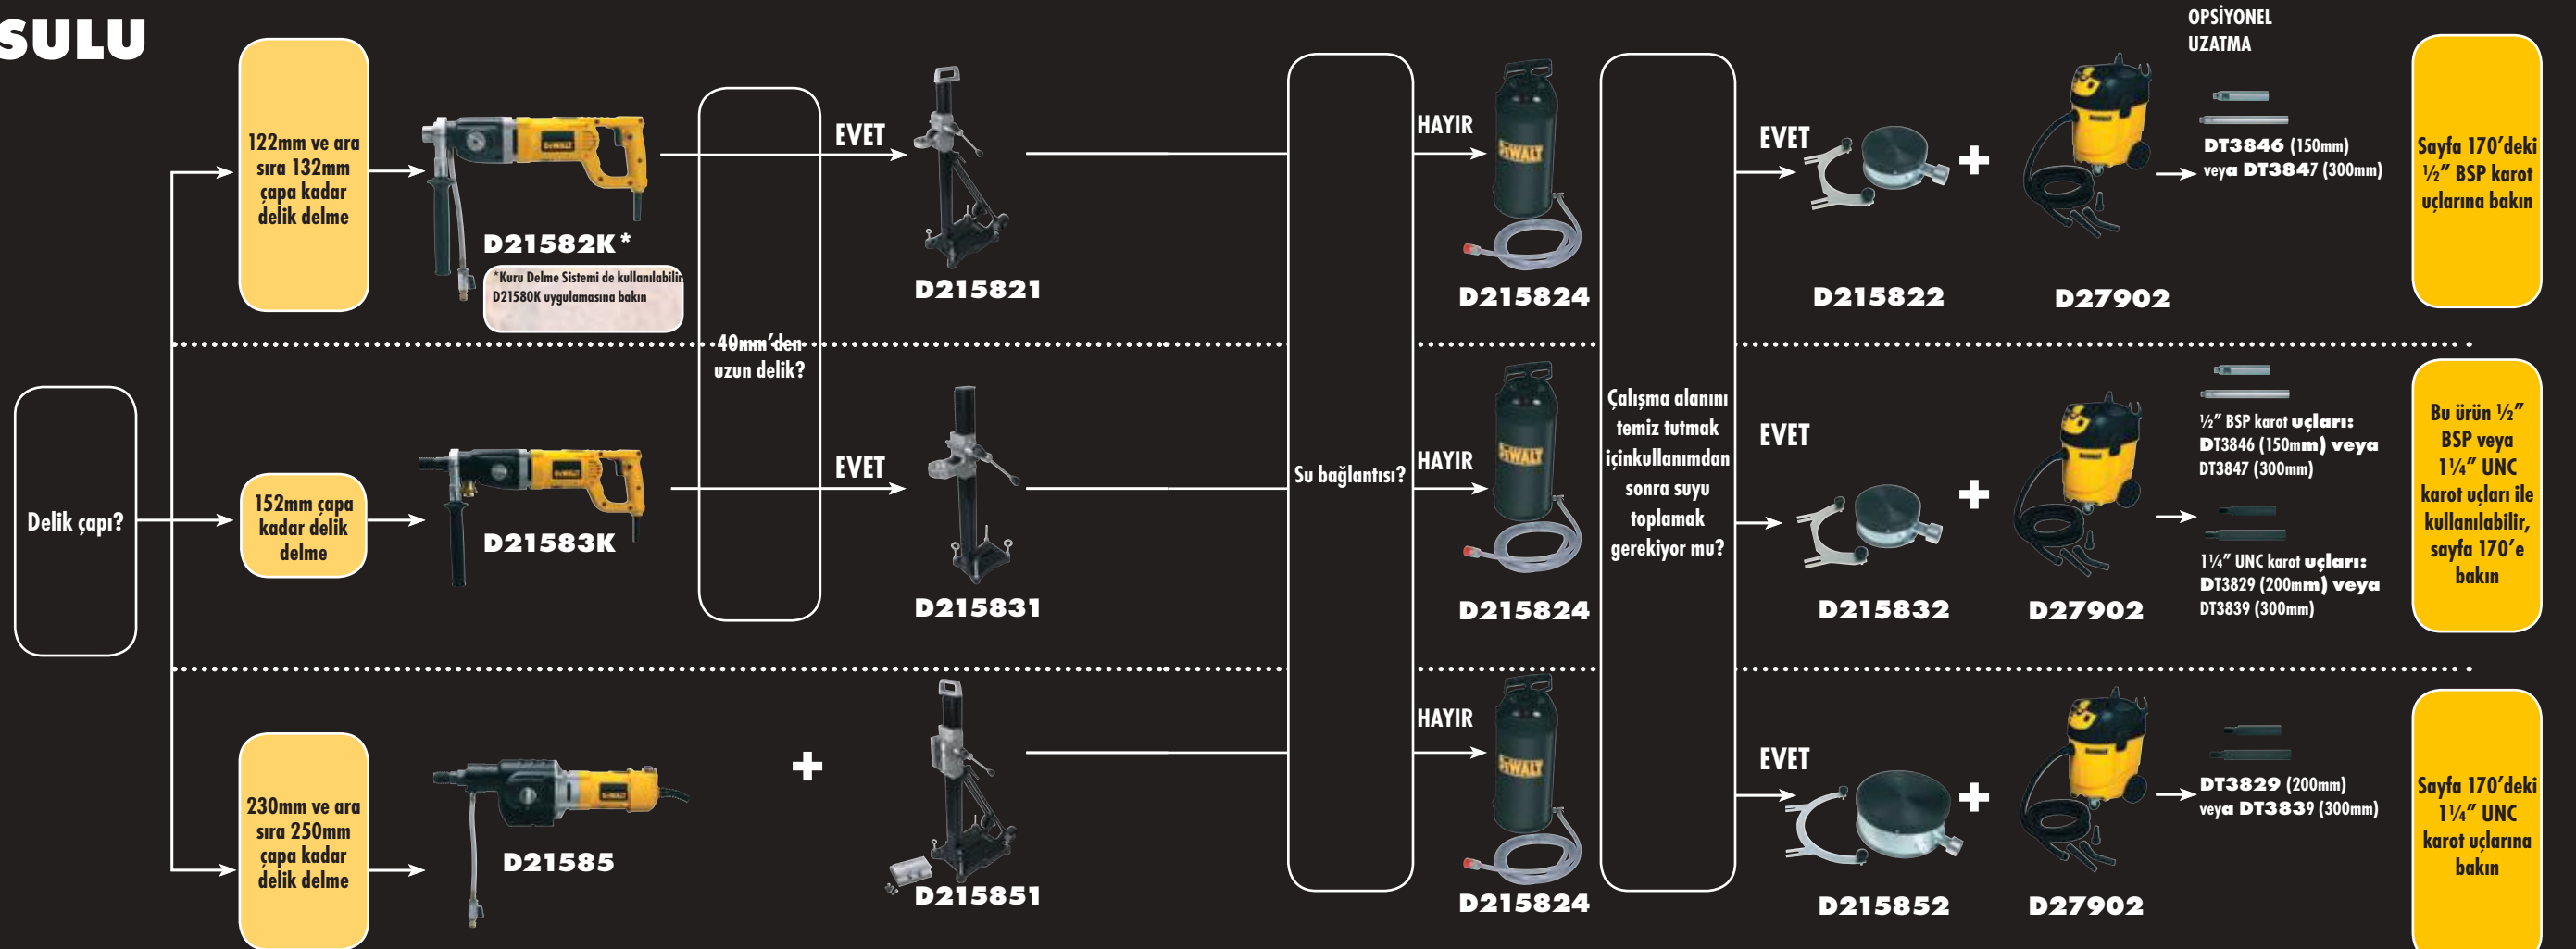 SULU
Delik çapı?
122mm ve ara
sıra 132mm
çapa kadar
delik delme
DEWALT
D21582K*
*Kuru Delme Sistemi de kullanılabilir.
D21580K uygulamasına bakın
40mm'den
uzun delik?
EVET
D215821
Su bağlantısı?
HAYIR
DEWALT
D215824
Çalışma alanını
temiz tutmak
içinkullanımdan
sonra suyu
toplamak
gerekiyor mu?
EVET
D215822
+
D27902
OPSİYONEL
UZATMA
DT3846 (150mm)
veya DT3847 (300mm)
Sayfa 170'deki
½" BSP karot
uçlarına bakın
152mm çapa
kadar delik
delme
D21583K
EVET
D215831
HAYIR
DEWALT
D215824
EVET
D215832
+
D27902
½" BSP karot uçları:
DT3846 (150mm) veya
DT3847 (300mm)
1¼" UNC karot uçları:
DT3829 (200mm) veya
DT3839 (300mm)
Bu ürün ½"
BSP veya
1¼" UNC
karot uçları ile
kullanılabilir,
sayfa 170'e
bakın
230mm ve ara
sıra 250mm
çapa kadar
delik delme
D21585
+
D215851
HAYIR
DEWALT
D215824
EVET
D215852
+
D27902
DT3829 (200mm)
veya DT3839 (300mm)
Sayfa 170'deki
1¼" UNC
karot uçlarına
bakın